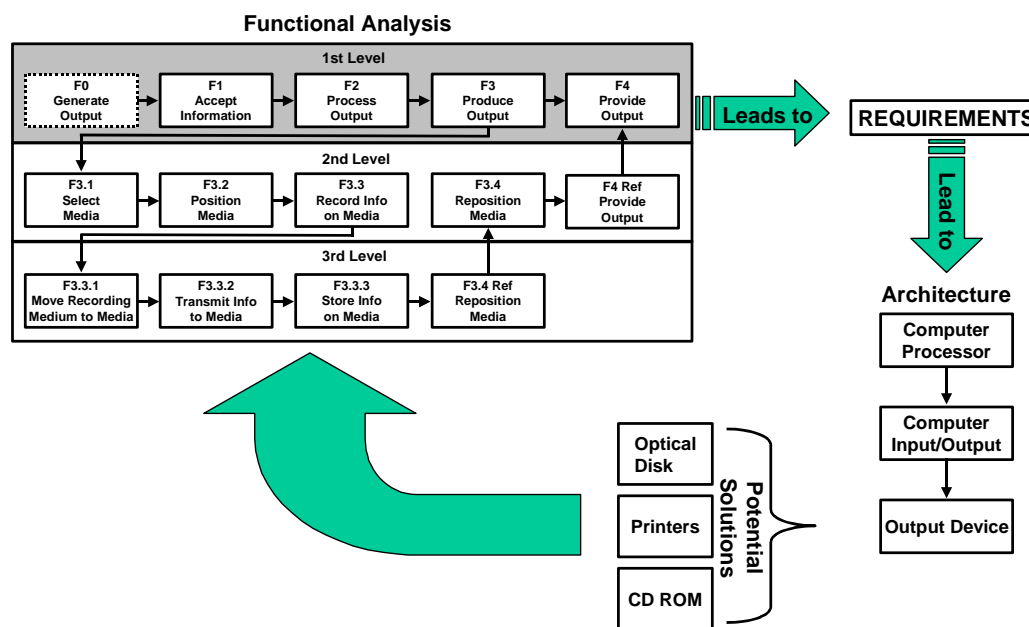 Functional Analysis
1st Level
F0
Generate
Output
F1
Accept
Information
F2
Process
Output
F3
Produce
Output
F4
Provide
Output
Leads to
REQUIREMENTS
2nd Level
F3.1
Select
Media
F3.2
Position
Media
F3.3
Record Info
on Media
F3.4
Reposition
Media
F4 Ref
Provide
Output
Lead to
3rd Level
F3.3.1
Move Recording
Medium to Media
F3.3.2
Transmit Info
to Media
F3.3.3
Store Info
on Media
F3.4 Ref
Reposition
Media
Architecture
Computer
Processor
Computer
Input/Output
Output Device
Optical
Disk
Printers
CD ROM
Potential
Solutions